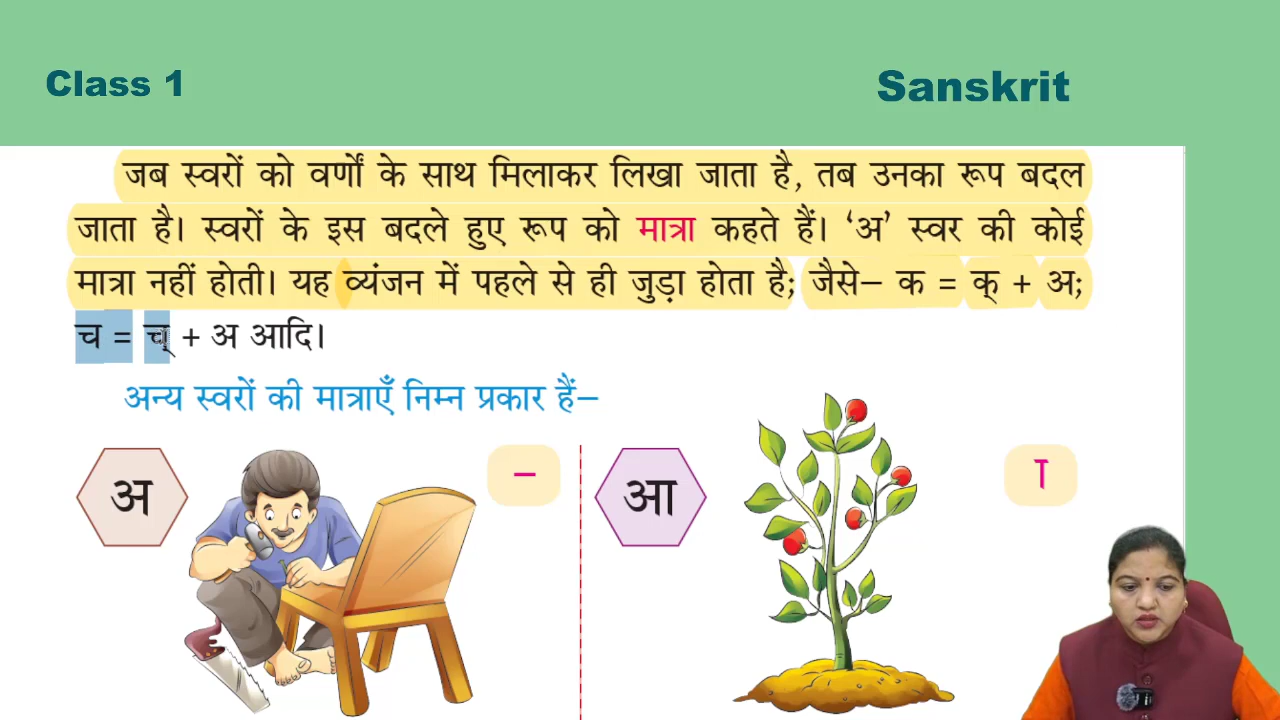 Class 1
Sanskrit
जब स्वरों को वर्णों के साथ मिलाकर लिखा जाता है, तब उनका रूप बदल
जाता है। स्वरों के इस बदले हुए रूप को मात्रा कहते हैं। ‘अ’ स्वर की कोई
मात्रा नहीं होती। यह व्यंजन में पहले से ही जुड़ा होता है; जैसे– क = क् + अ;
च = च् + अ आदि।
अन्य स्वरों की मात्राएँ निम्न प्रकार हैं–
अ
–
आ
ा